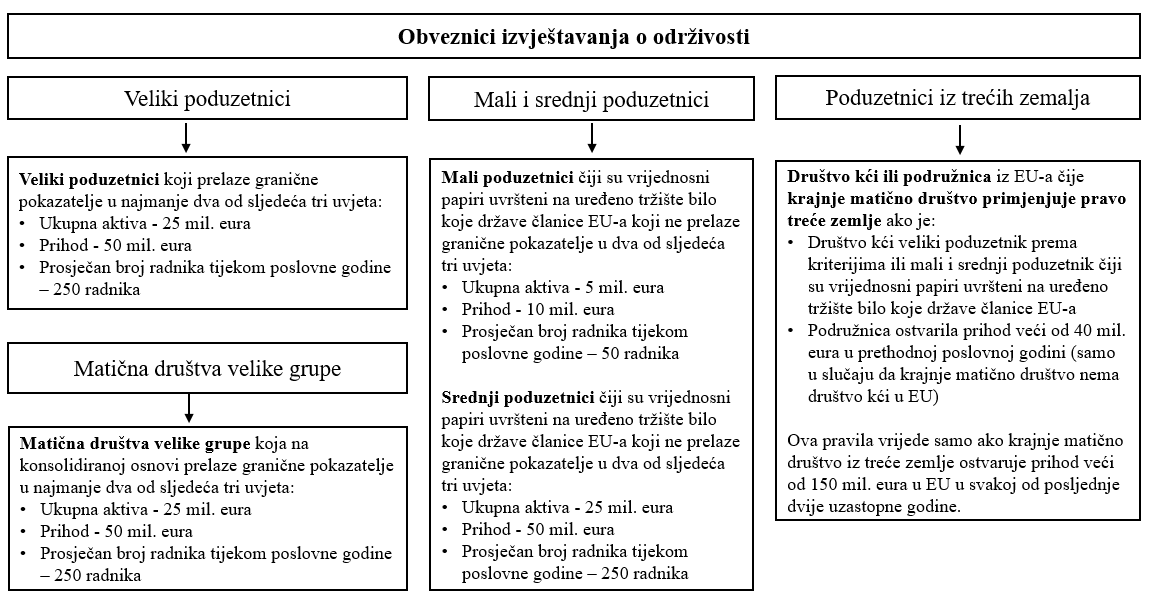 Obveznici izvještavanja o održivosti
Veliki poduzetnici
Veliki poduzetnici koji prelaze granične
pokazatelje u najmanje dva od sljedeća tri uvjeta:
• Ukupna aktiva - 25 mil. eura
• Prihod - 50 mil. eura
• Prosječan broj radnika tijekom poslovne godine
– 250 radnika
Matična društva velike grupe
Matična društva velike grupe koja na
konsolidiranoj osnovi prelaze granične pokazatelje
u najmanje dva od sljedeća tri uvjeta:
• Ukupna aktiva - 25 mil. eura
• Prihod - 50 mil. eura
• Prosječan broj radnika tijekom poslovne godine
– 250 radnika
Mali i srednji poduzetnici
Mali poduzetnici čiji su vrijednosni
papiri uvršteni na uređeno tržište bilo
koje države članice EU-a koji ne prelaze
granične pokazatelje u dva od sljedeća
tri uvjeta:
• Ukupna aktiva - 5 mil. eura
• Prihod - 10 mil. eura
• Prosječan broj radnika tijekom
poslovne godine – 50 radnika
Srednji poduzetnici čiji su vrijednosni
papiri uvršteni na uređeno tržište bilo
koje države članice EU-a koji ne prelaze
granične pokazatelje u dva od sljedeća
tri uvjeta:
• Ukupna aktiva - 25 mil. eura
• Prihod - 50 mil. eura
• Prosječan broj radnika tijekom
poslovne godine – 250 radnika
Poduzetnici iz trećih zemalja
Društvo kći ili podružnica iz EU-a čije
krajnje matično društvo primjenjuje pravo
treće zemlje ako je:
• Društvo kći veliki poduzetnik prema
kriterijima ili mali i srednji poduzetnik čiji
su vrijednosni papiri uvršteni na uređeno
tržište bilo koje države članice EU-a
• Podružnica ostvarila prihod veći od 40 mil.
eura u prethodnoj poslovnoj godini (samo
u slučaju da krajnje matično društvo nema
društvo kći u EU)
Ova pravila vrijede samo ako krajnje matično
društvo iz treće zemlje ostvaruje prihod veći
od 150 mil. eura u EU u svakoj od posljednje
dvije uzastopne godine.